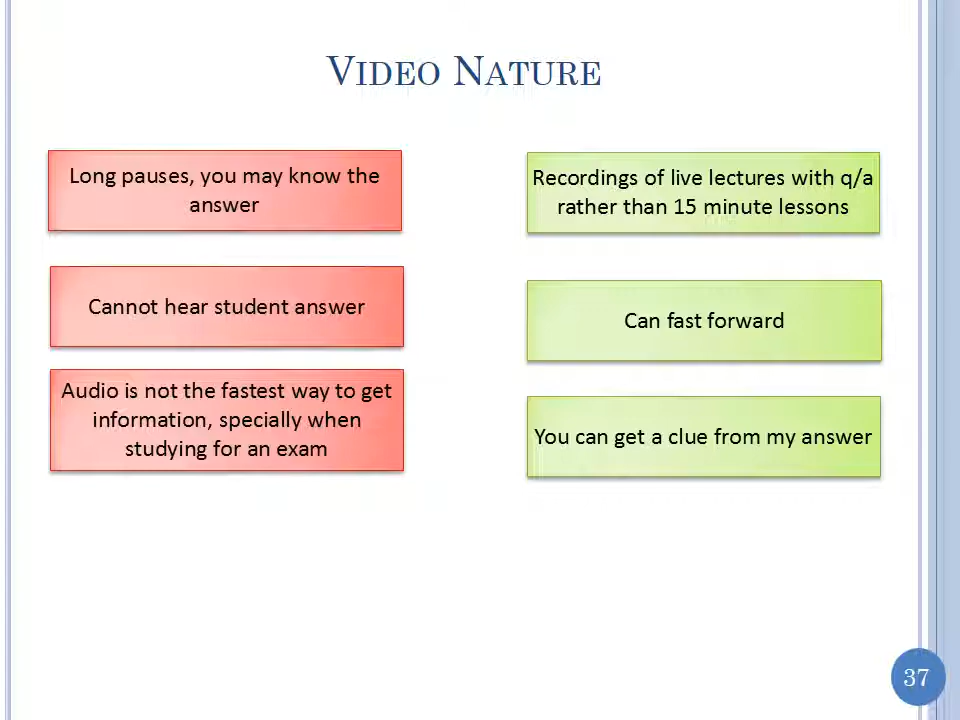 VIDEO NATURE
Long pauses, you may know the
answer
Recordings of live lectures with q/a
rather than 15 minute lessons
Cannot hear student answer
Can fast forward
Audio is not the fastest way to get
information, specially when
studying for an exam
You can get a clue from my answer
37